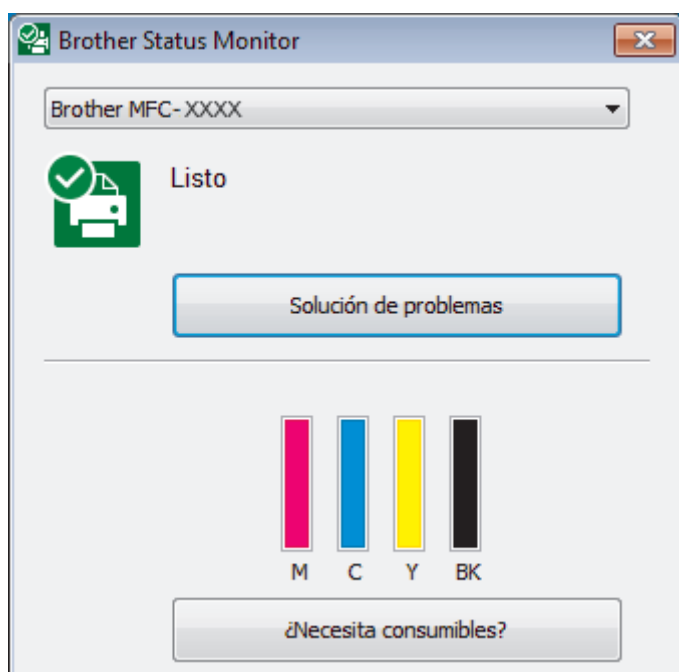 Brother Status Monitor
Brother MFC-XXXX
Listo
Solución de problemas
M C Y BK
¿Necesita consumibles?